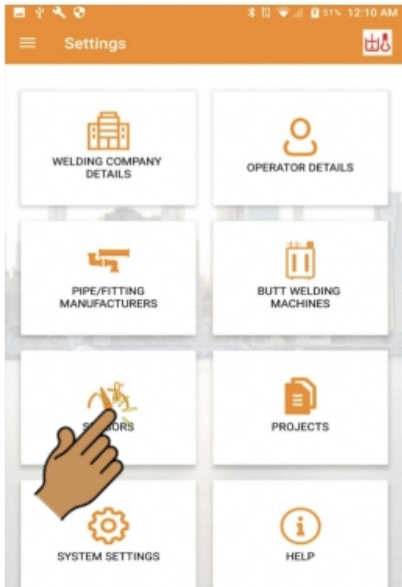 51% 12:10 AM
Settings
WELDING COMPANY
DETAILS
OPERATOR DETAILS
PIPE/FITTING
MANUFACTURERS
BUTT WELDING
MACHINES
PROJECTS
SYSTEM SETTINGS
HELP